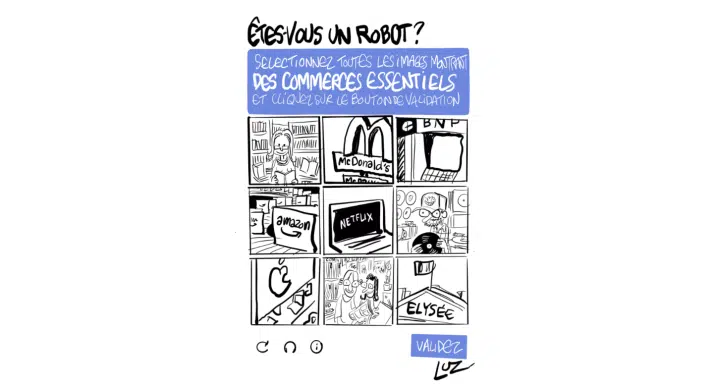 ÊTES-VOUS UN ROBOT?
SÉLECTIONNEZ TOUTES LES IMAGES MONTRANT
DES COMMERCES ESSENTIELS
ET CLIQUEZ SUR LE BOUTON DE VALIDATION
McDonald's
BNP
amazon
NETFLIX
ELYSÉE
VALIDEZ
LUZ